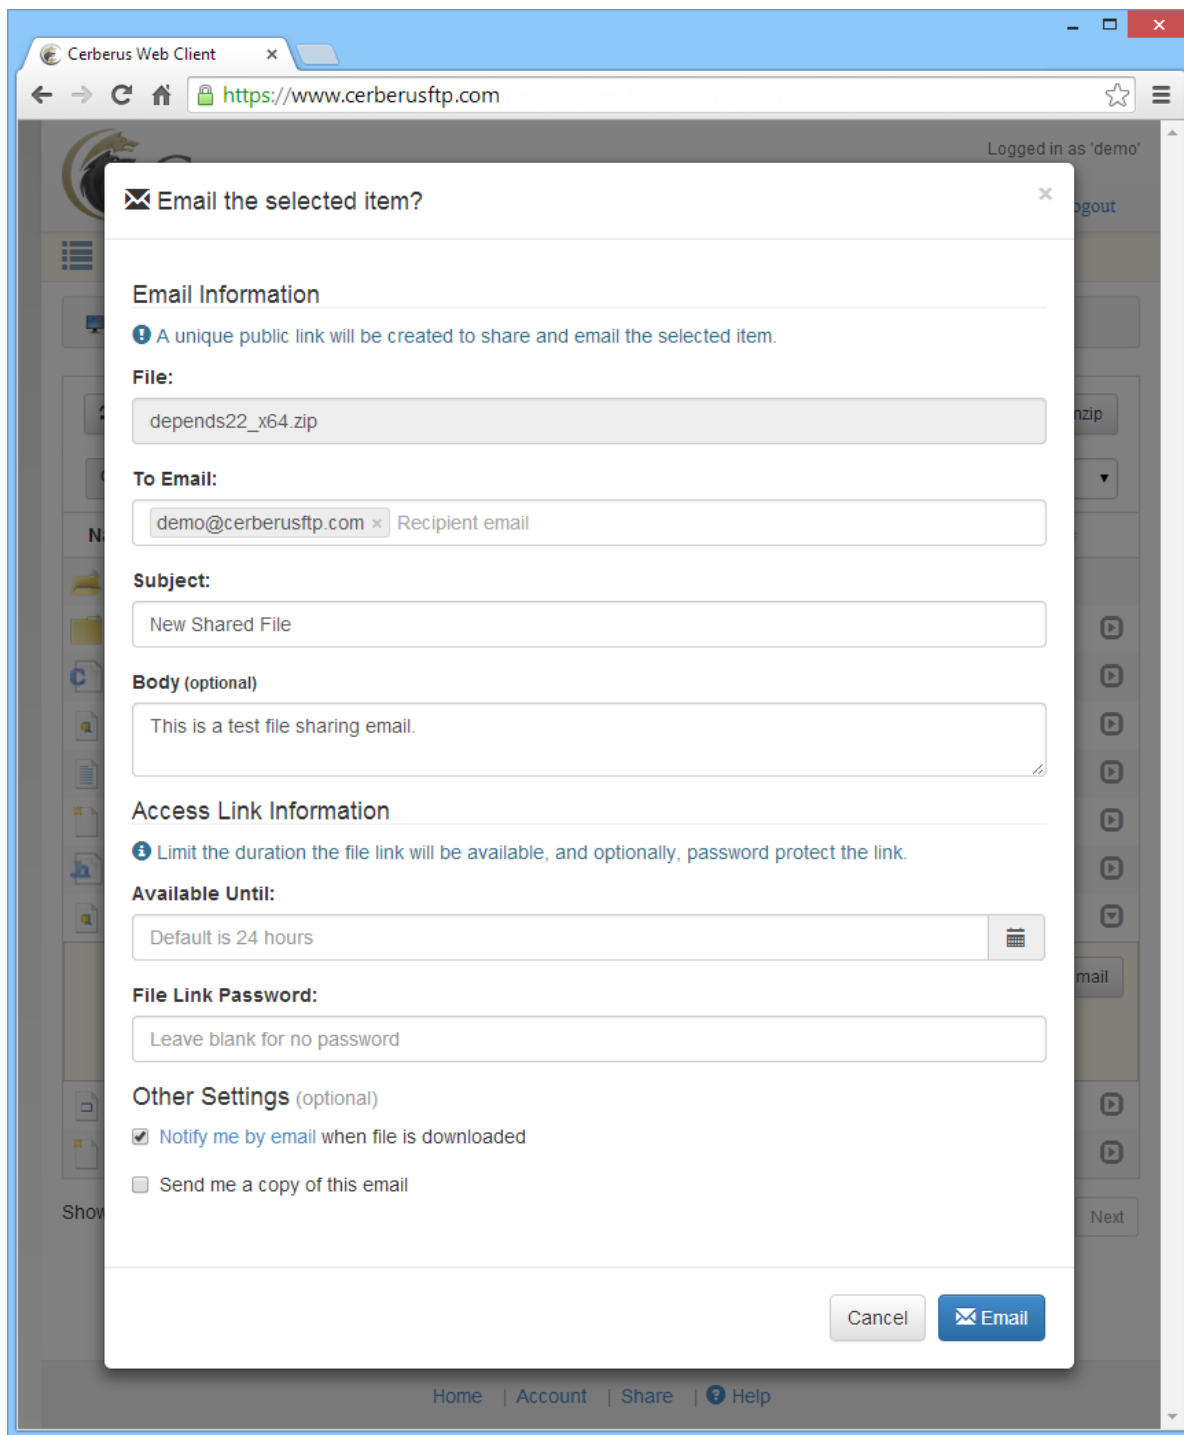 Cerberus Web Client
https://www.cerberusftp.com
Logged in as 'demo'
Email the selected item?
Email Information
A unique public link will be created to share and email the selected item.
File:
depends22_x64.zip
To Email:
demo@cerberusftp.com × Recipient email
Subject:
New Shared File
Body (optional)
This is a test file sharing email.
Access Link Information
Limit the duration the file link will be available, and optionally, password protect the link.
Available Until:
Default is 24 hours
File Link Password:
Leave blank for no password
Other Settings (optional)
Notify me by email when file is downloaded
Send me a copy of this email
Next
Cancel Email
Home | Account | Share | Help